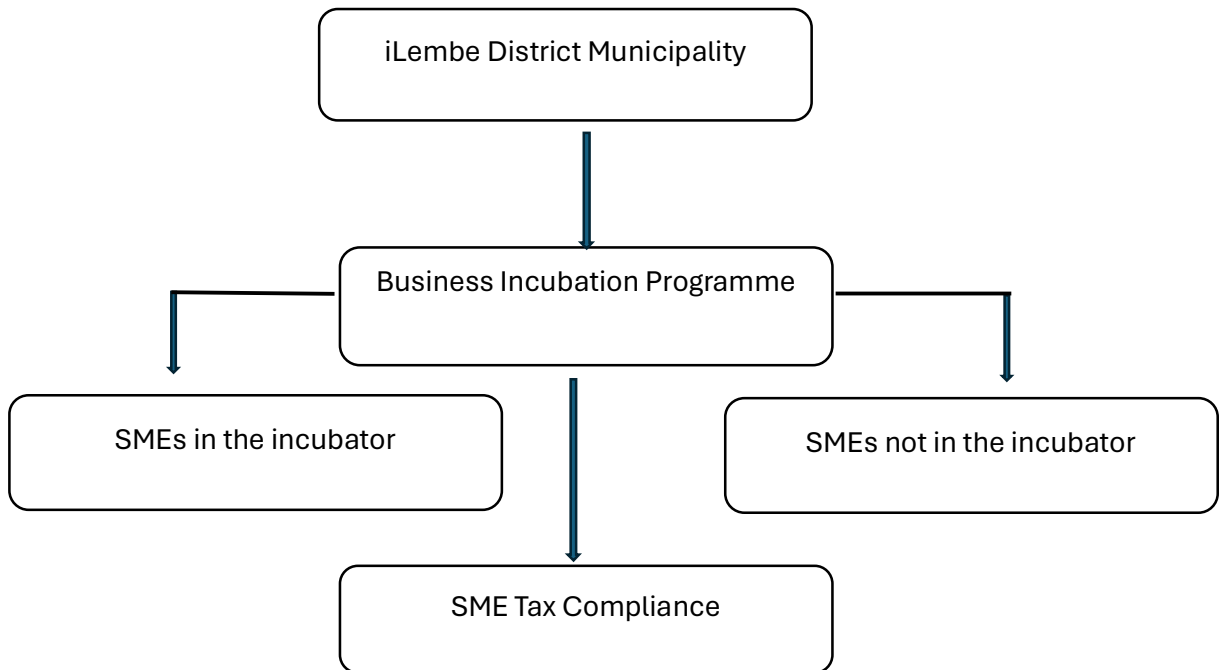 iLembe District Municipality
Business Incubation Programme
SMEs in the incubator
SMEs not in the incubator
SME Tax Compliance